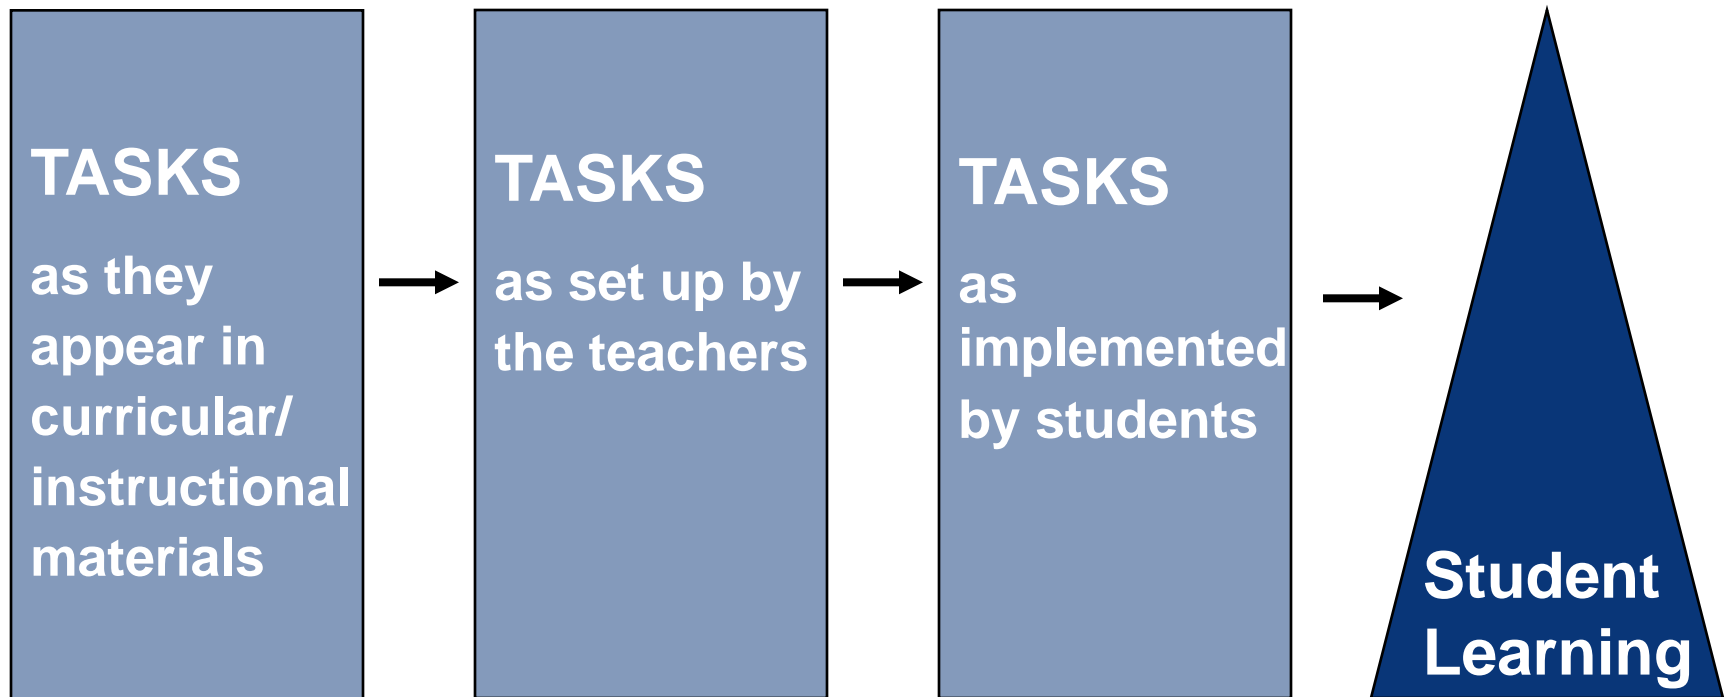 TASKS
as they
appear in
curricular/
instructional
materials
TASKS
as set up by
the teachers
TASKS
as
implemented
by students
Student
Learning